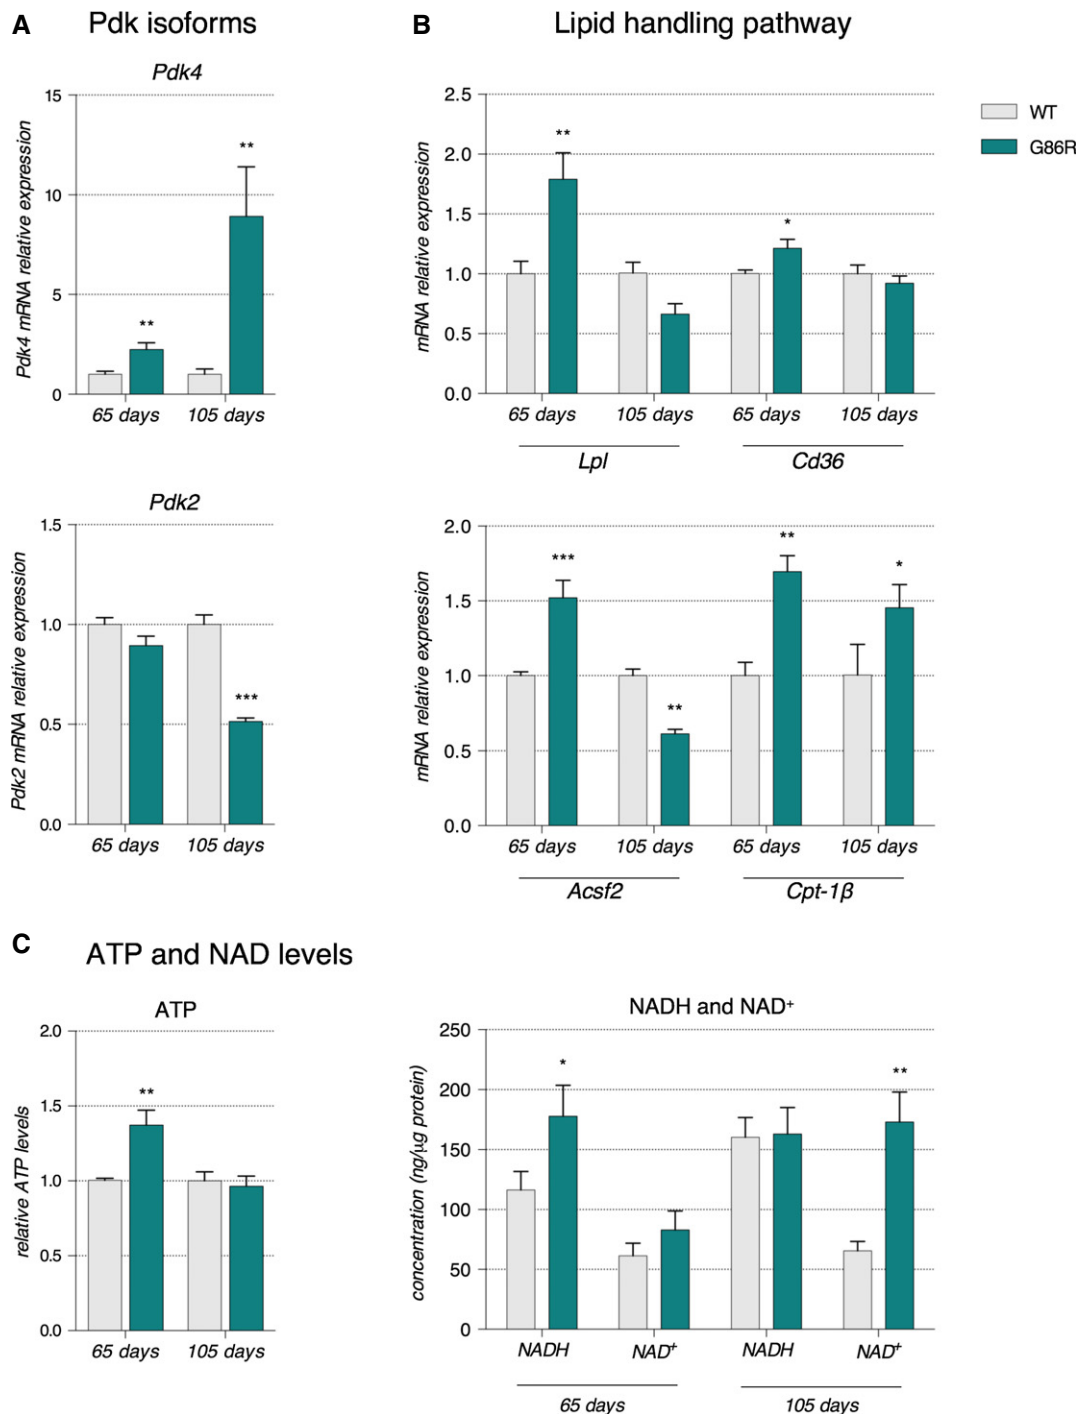 A Pdk isoforms
Pdk4
Pdk4 mRNA relative expression
15
10
5
0
**
**
65 days 105 days
Pdk2
Pdk2 mRNA relative expression
1.5
1.0
0.5
0.0
***
65 days 105 days
B Lipid handling pathway
WT
G86R
mRNA relative expression
2.5
2.0
1.5
1.0
0.5
0.0
**
*
65 days 105 days 65 days 105 days
Lpl Cd36
mRNA relative expression
2.0
1.5
1.0
0.5
0.0
***
**
**
*
65 days 105 days 65 days 105 days
Acsf2 Cpt-1β
C ATP and NAD levels
ATP
relative ATP levels
2.0
1.5
1.0
0.5
0.0
**
65 days 105 days
NADH and NAD⁺
concentration (ng/µg protein)
250
200
150
100
50
0
*
**
NADH NAD⁺ NADH NAD⁺
65 days 105 days